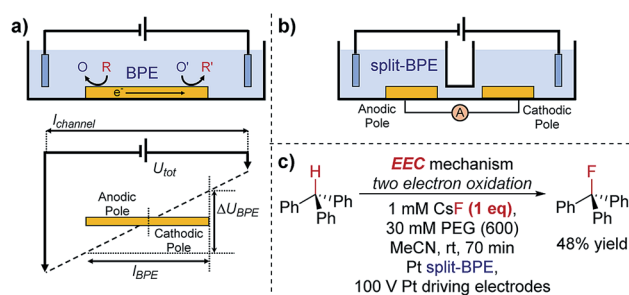 a)
O R BPE O' R'
e-
l_channel
U_tot
Anodic
Pole
Cathodic
Pole
ΔU_BPE
l_BPE
b)
split-BPE
A
Anodic
Pole
Cathodic
Pole
c)
EEC mechanism
two electron oxidation
H
Ph Ph
Ph
1 mM CsF (1 eq),
30 mM PEG (600)
MeCN, rt, 70 min
Pt split-BPE,
100 V Pt driving electrodes
F
Ph Ph
Ph
48% yield